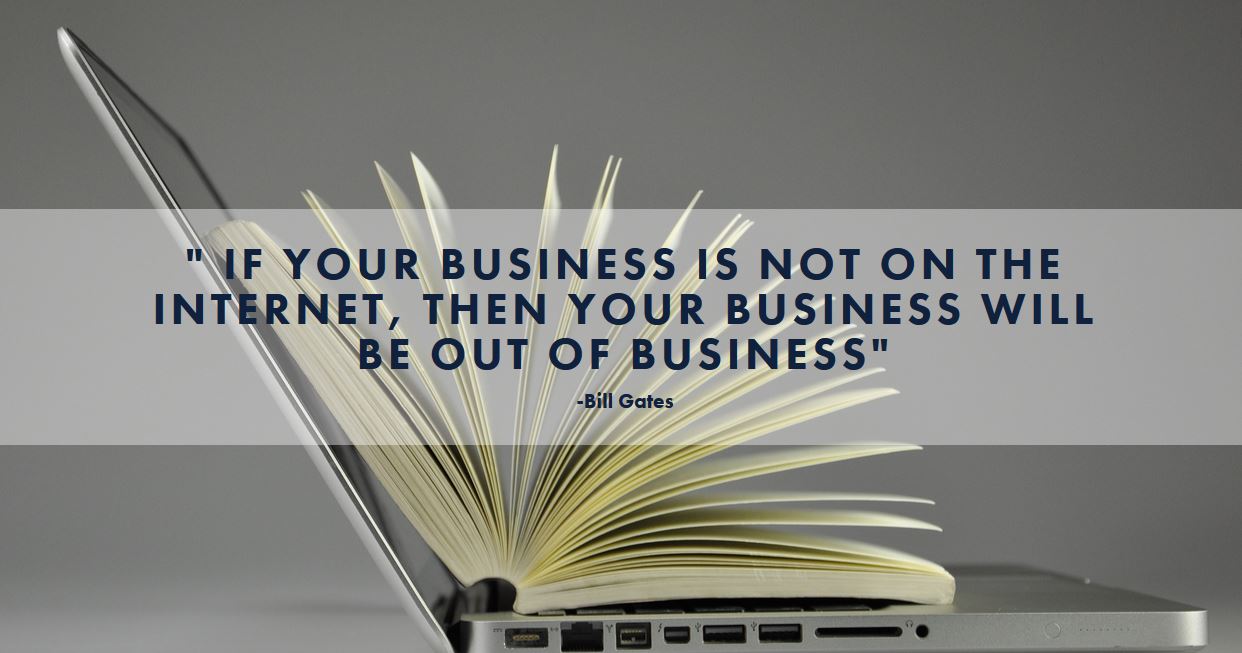 " IF YOUR BUSINESS IS NOT ON THE
INTERNET, THEN YOUR BUSINESS WILL
BE OUT OF BUSINESS"
-Bill Gates